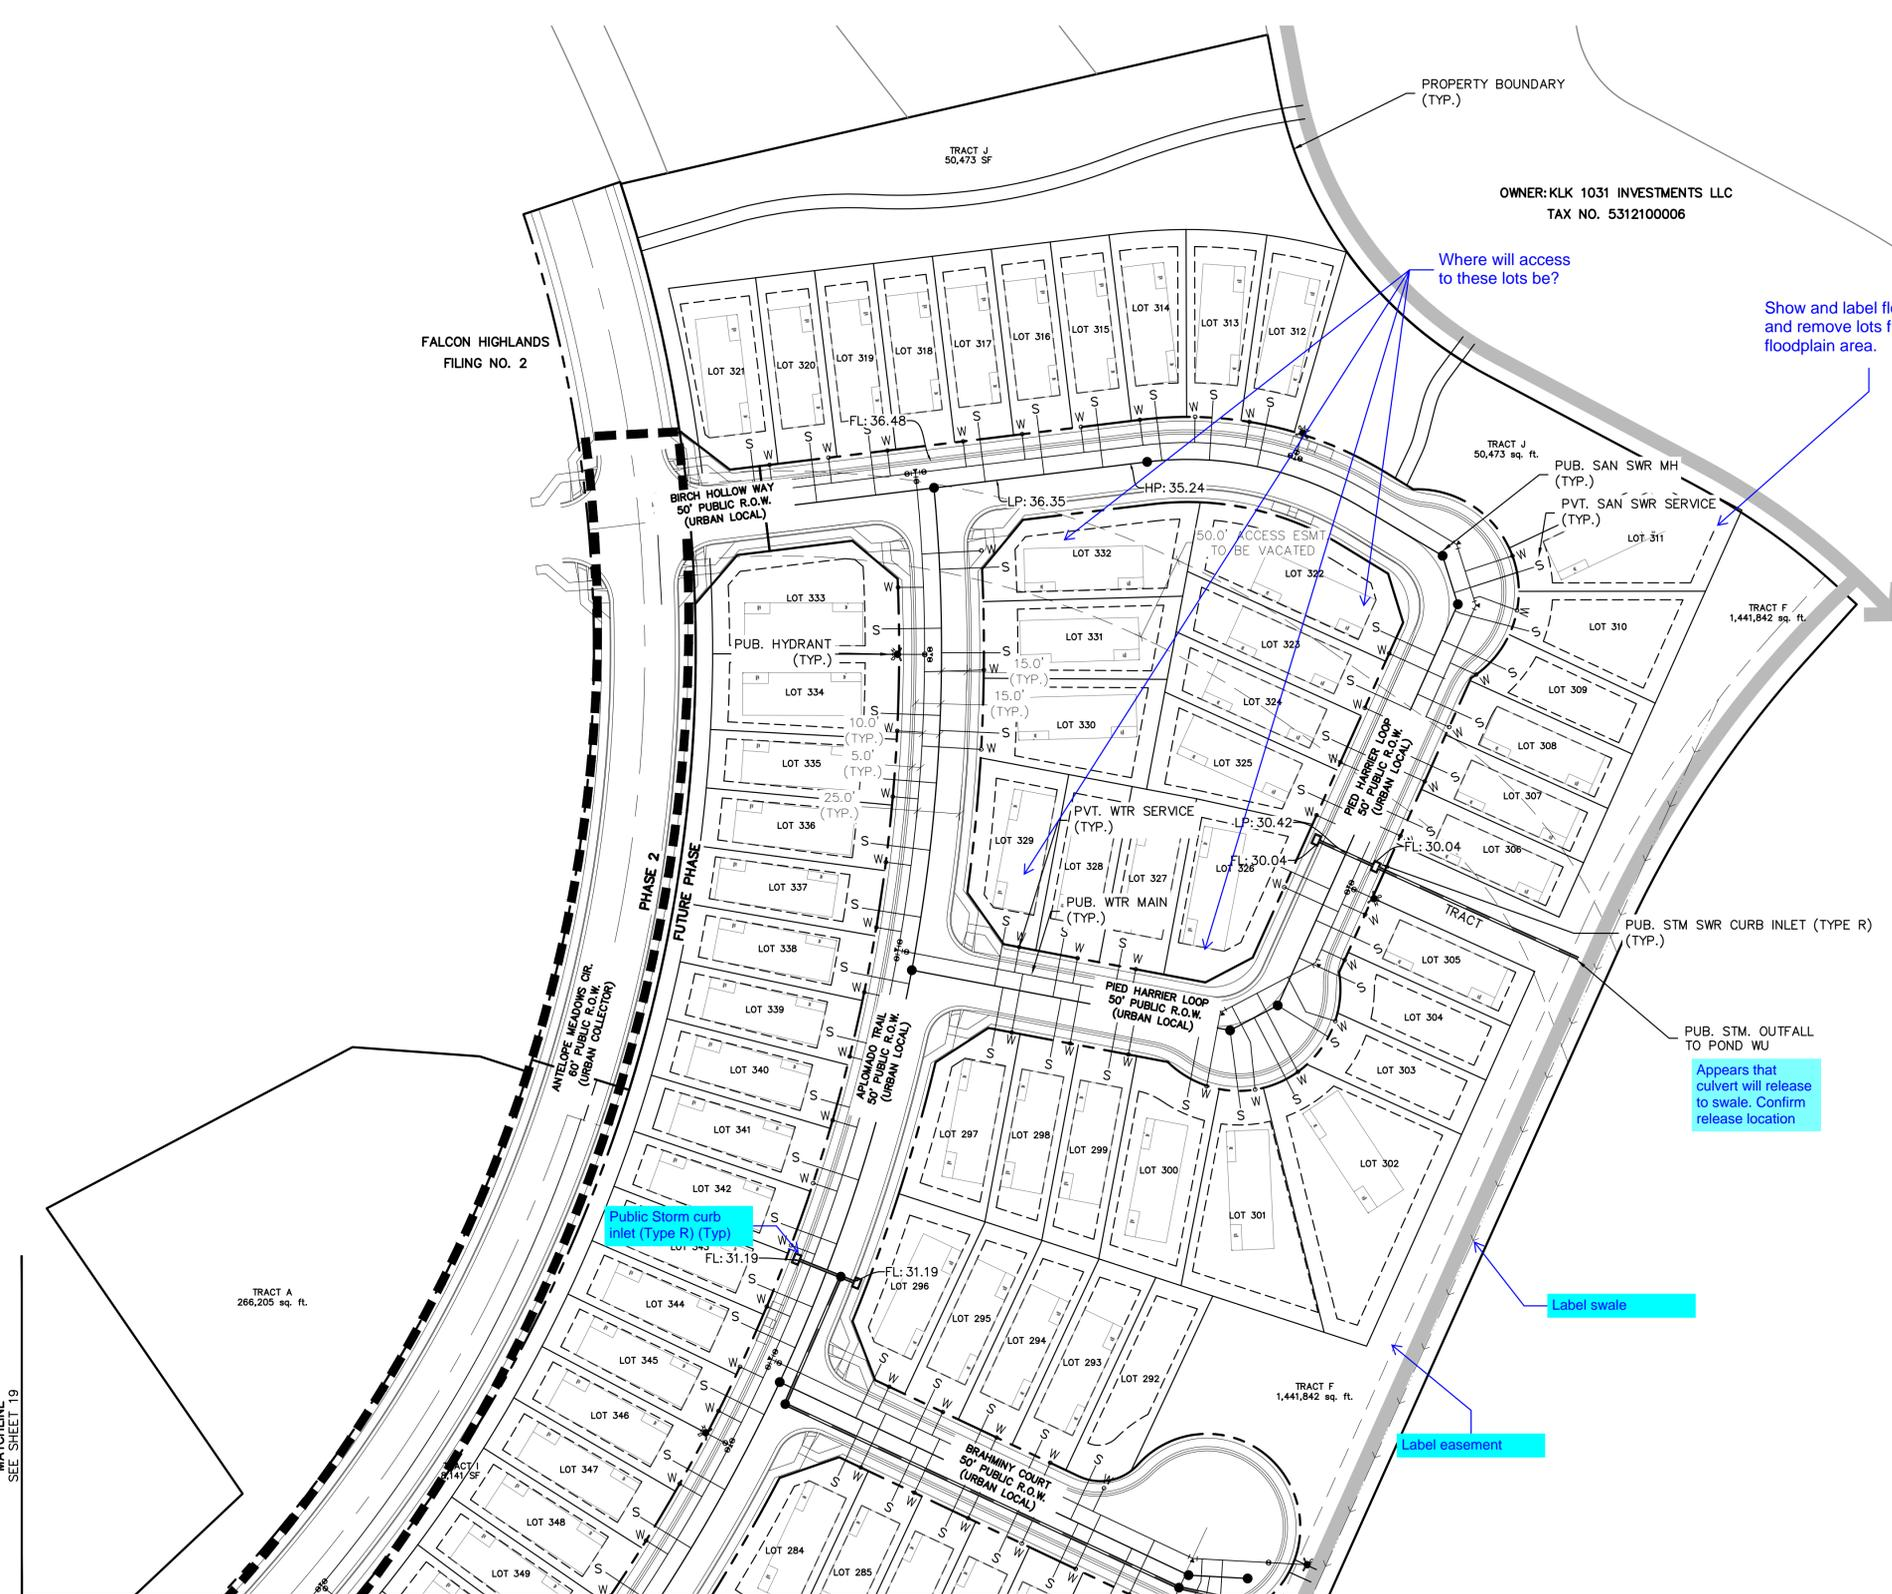 PROPERTY BOUNDARY
(TYP.)
TRACT J
50,473 SF
OWNER: KLK 1031 INVESTMENTS LLC
TAX NO. 5312100006
Where will access
to these lots be?
Show and label
and remove lots
floodplain area.
FALCON HIGHLANDS
FILING NO. 2
LOT 321
LOT 320
LOT 319
LOT 318
LOT 317
LOT 316
LOT 315
LOT 314
LOT 313
LOT 312
FL: 36.48
TRACT J
50,473 sq. ft.
PUB. SAN SWR MH
(TYP.)
PVT. SAN SWR SERVICE
(TYP.)
LOT 311
BIRCH HOLLOW WAY
50' PUBLIC R.O.W.
(URBAN LOCAL)
LP: 36.35
HP: 35.24
50.0' ACCESS ESMT.
TO BE VACATED
LOT 332
LOT 322
LOT 333
LOT 331
LOT 323
LOT 310
TRACT F
1,441,842 sq. ft.
PUB. HYDRANT
(TYP.)
15.0'
(TYP.)
15.0'
(TYP.)
LOT 334
LOT 324
LOT 309
10.0'
(TYP.)
5.0'
(TYP.)
LOT 330
LOT 308
LOT 335
LOT 325
LOT 307
25.0'
(TYP.)
PIED HARRIER LOOP
50' PUBLIC R.O.W.
(URBAN LOCAL)
LOT 336
PVT. WTR SERVICE
(TYP.)
LP: 30.42
LOT 329
LOT 328
LOT 327
LOT 326
FL: 30.04
FL: 30.04
LOT 306
PHASE 2
FUTURE PHASE
LOT 337
PUB. WTR MAIN
(TYP.)
TRACT
PUB. STM SWR CURB INLET (TYPE R)
(TYP.)
LOT 338
LOT 305
ANTELOPE MEADOWS CIR.
60' PUBLIC R.O.W.
(URBAN COLLECTOR)
LOT 339
PIED HARRIER LOOP
50' PUBLIC R.O.W.
(URBAN LOCAL)
LOT 304
PUB. STM. OUTFALL
TO POND WU
APLOMADO TRAIL
50' PUBLIC R.O.W.
(URBAN LOCAL)
LOT 340
LOT 303
Appears that
culvert will release
to swale. Confirm
release location
LOT 341
LOT 297
LOT 298
LOT 299
LOT 300
LOT 302
LOT 342
LOT 301
Public Storm curb
inlet (Type R) (Typ)
LOT 343
FL: 31.19
FL: 31.19
LOT 296
TRACT A
266,205 sq. ft.
LOT 344
LOT 295
LOT 294
LOT 293
LOT 292
Label swale
LOT 345
TRACT F
1,441,842 sq. ft.
LOT 346
Label easement
MATCHLINE
SEE SHEET 19
LOT 347
BRAHMINY COURT
50' PUBLIC R.O.W.
(URBAN LOCAL)
LOT 348
LOT 284
LOT 285
LOT 349